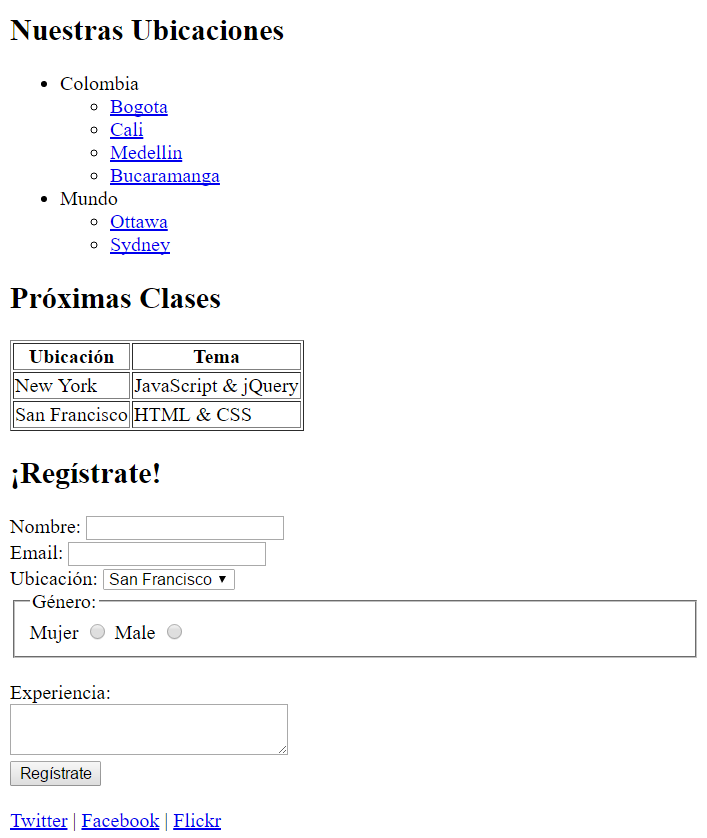 Nuestras Ubicaciones
Colombia
Bogota
Cali
Medellin
Bucaramanga
Mundo
Ottawa
Sydney
Próximas Clases
Ubicación Tema
New York JavaScript & jQuery
San Francisco HTML & CSS
¡Regístrate!
Nombre:
Email:
Ubicación: San Francisco
Género:
Mujer Male
Experiencia:
Regístrate
Twitter | Facebook | Flickr